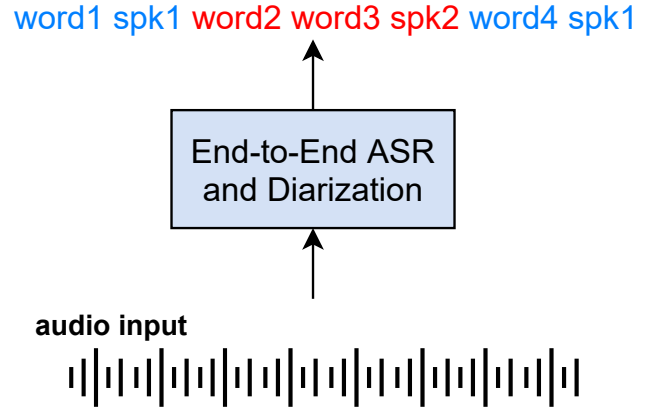 word1 spk1 word2 word3 spk2 word4 spk1
End-to-End ASR
and Diarization
audio input